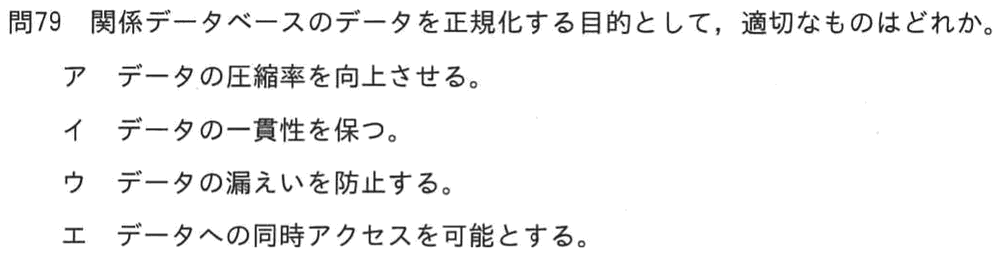 問79 関係データベースのデータを正規化する目的として，適切なものはどれか。
ア データの圧縮率を向上させる。
イ データの一貫性を保つ。
ウ データの漏えいを防止する。
エ データへの同時アクセスを可能とする。